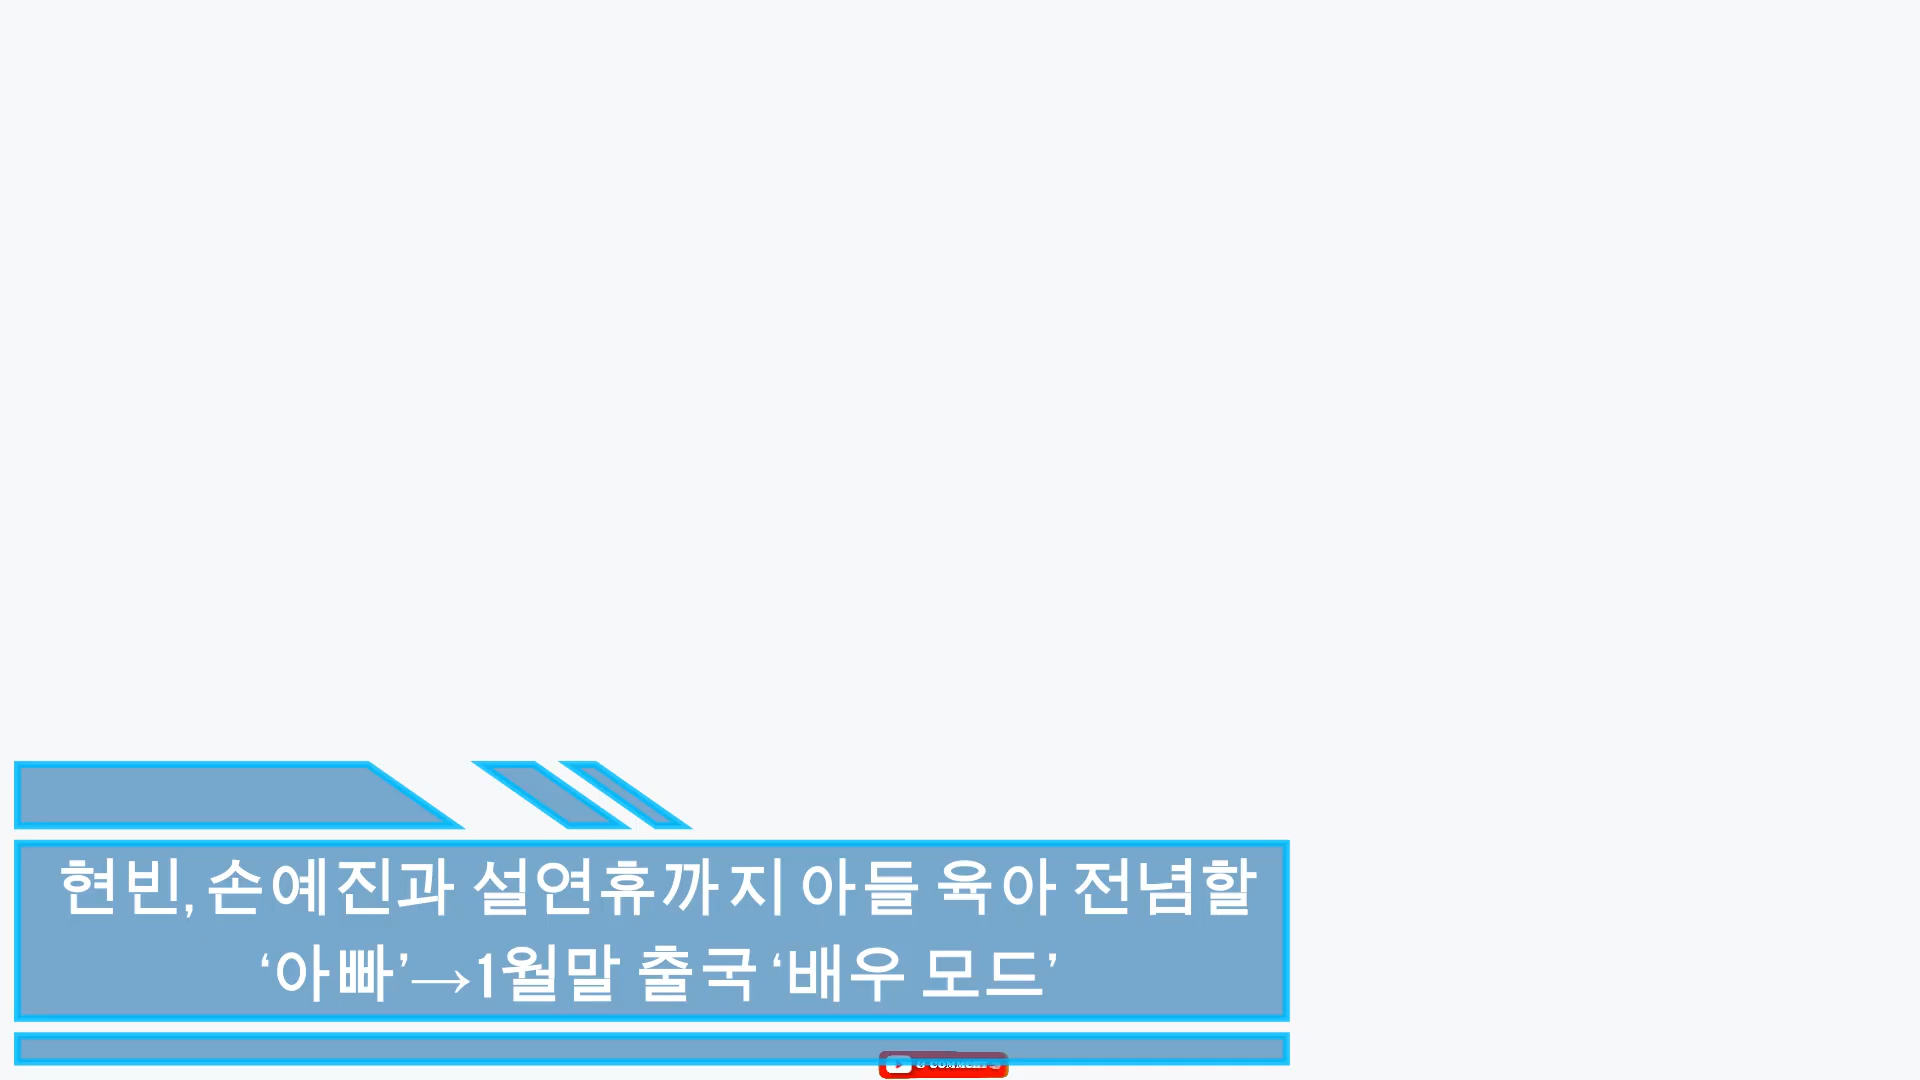 현빈, 손예진과 설연휴까지 아들 육아 전념할
‘아빠’→1월말 출국 ‘배우 모드’
& COMMENT